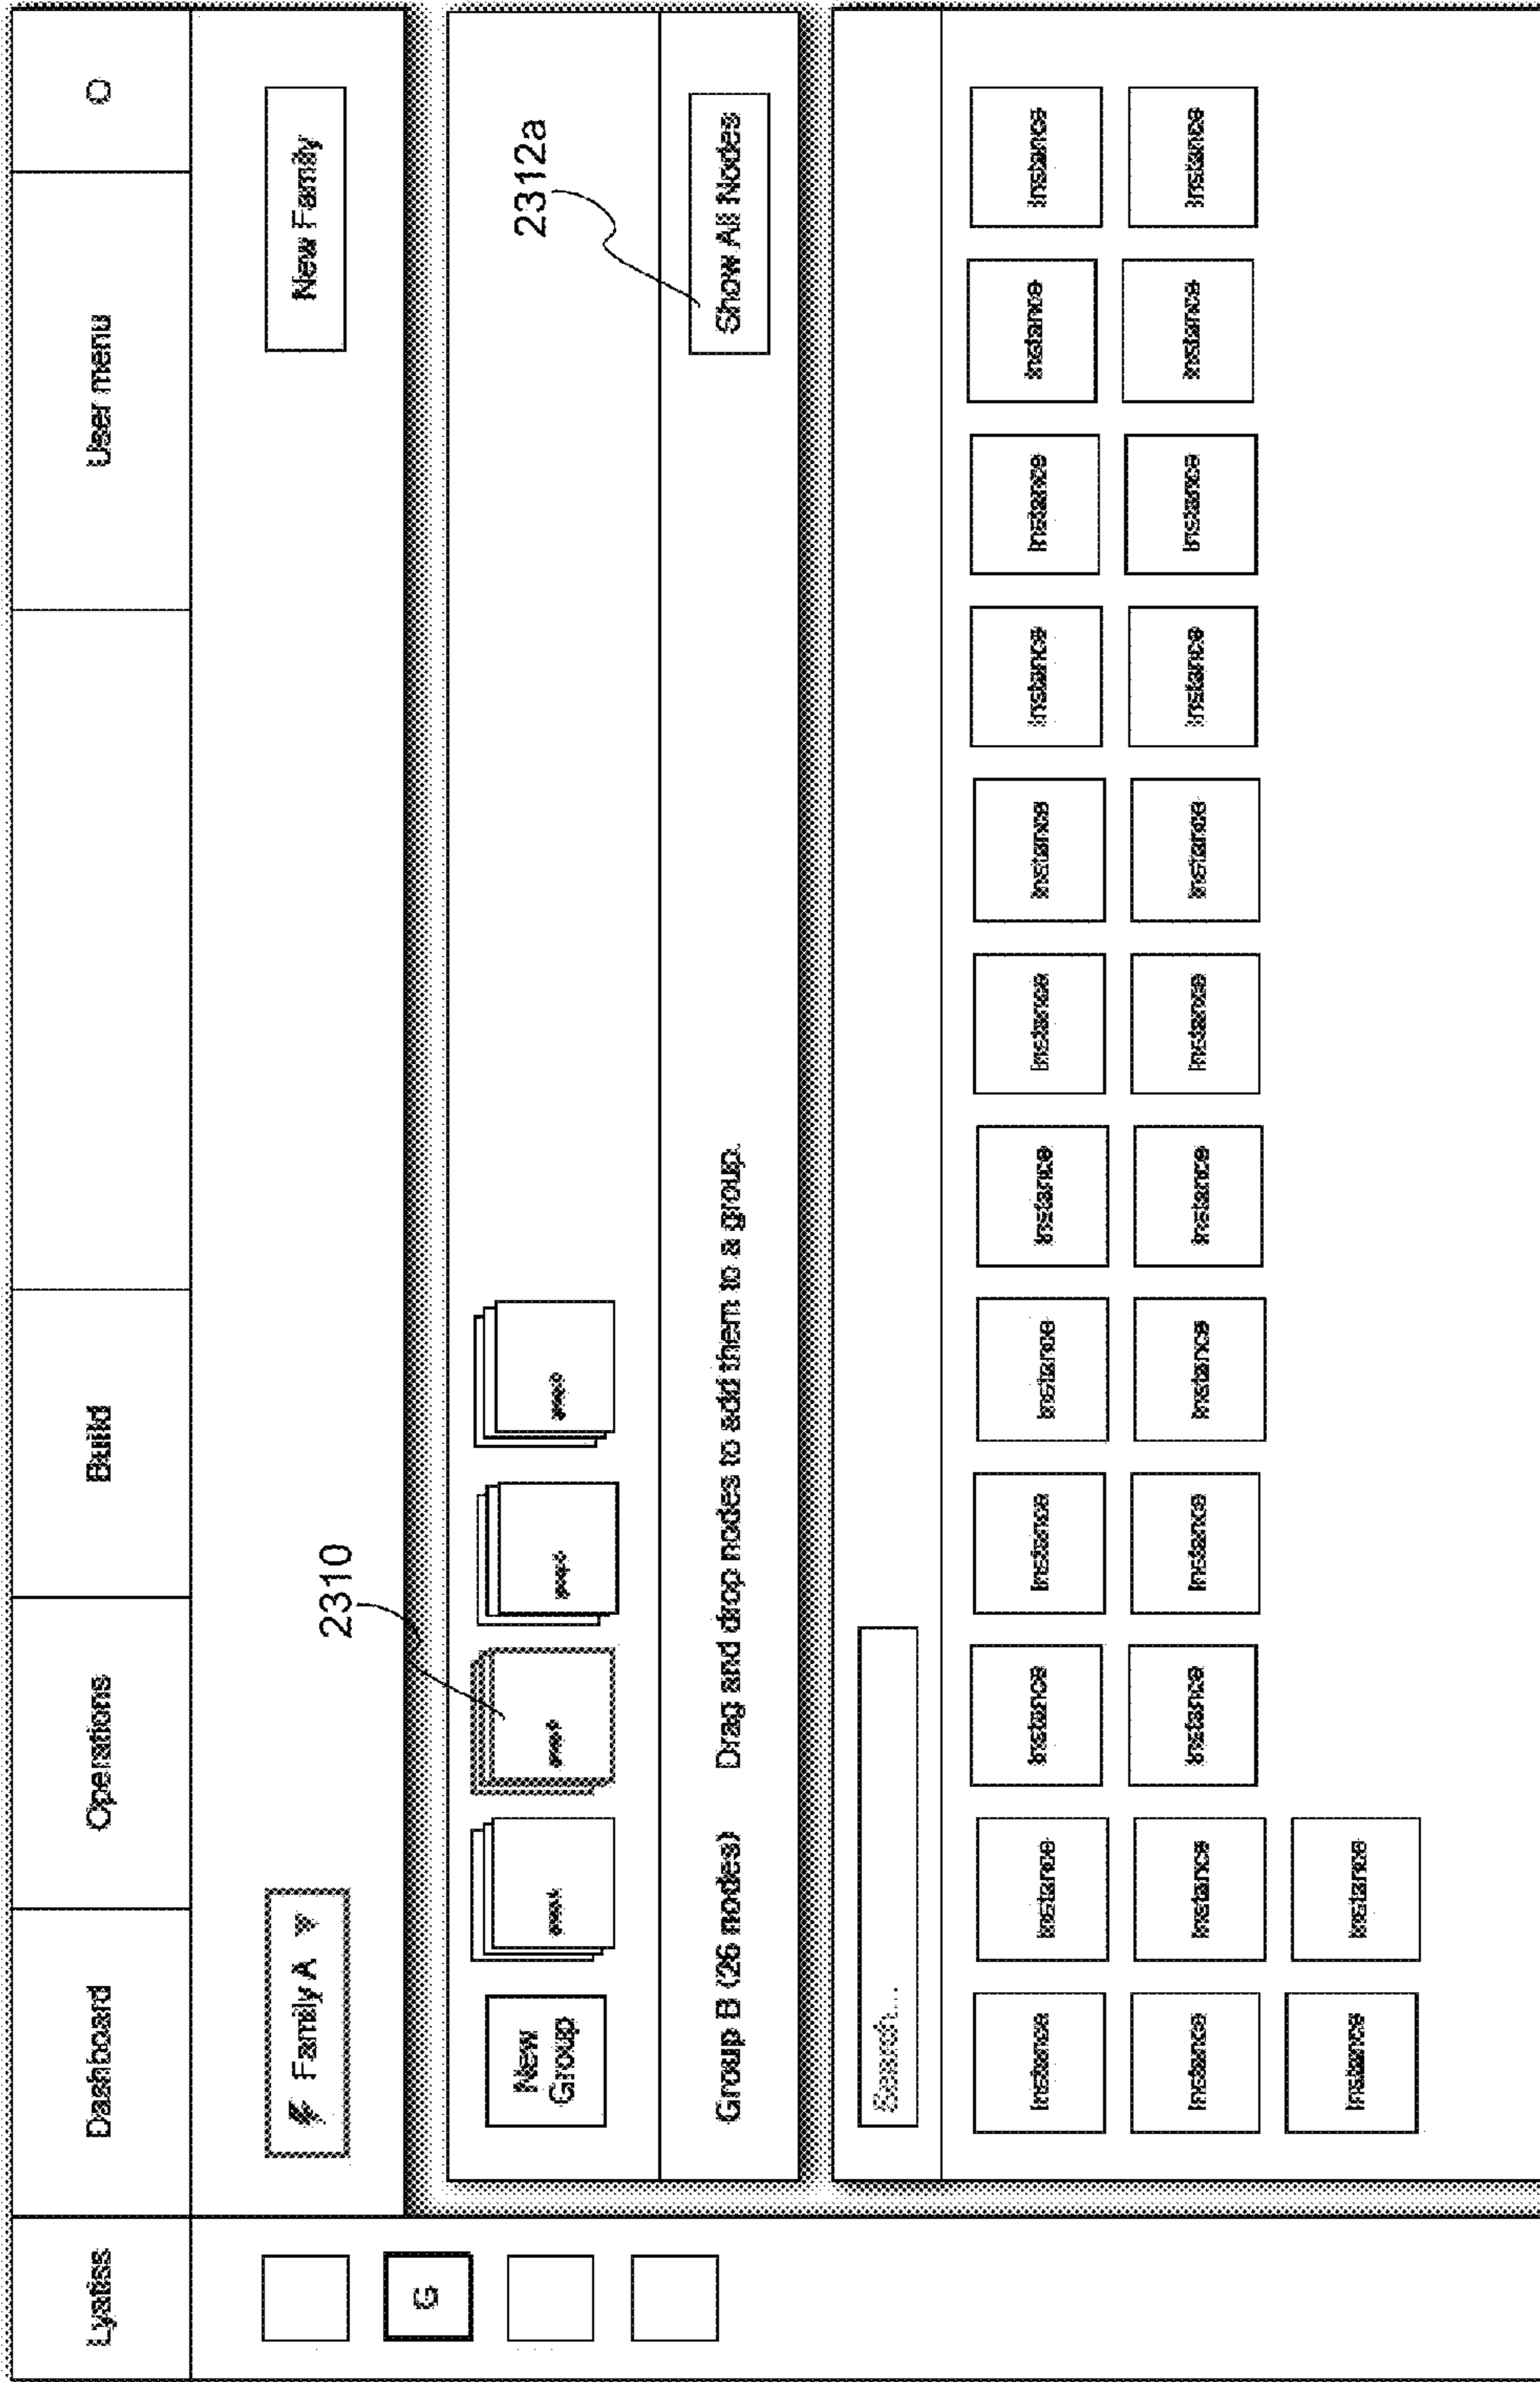 Lyatiss Dashboard Operations Build User menu
Family A New Family
2310
New
Group
2312a
G
Group B (26 nodes) Drag and drop nodes to add them to a group. Show All Nodes
Search...
Instance Instance Instance Instance Instance Instance Instance Instance Instance Instance Instance Instance
Instance Instance Instance Instance Instance Instance Instance Instance Instance Instance Instance Instance
Instance Instance